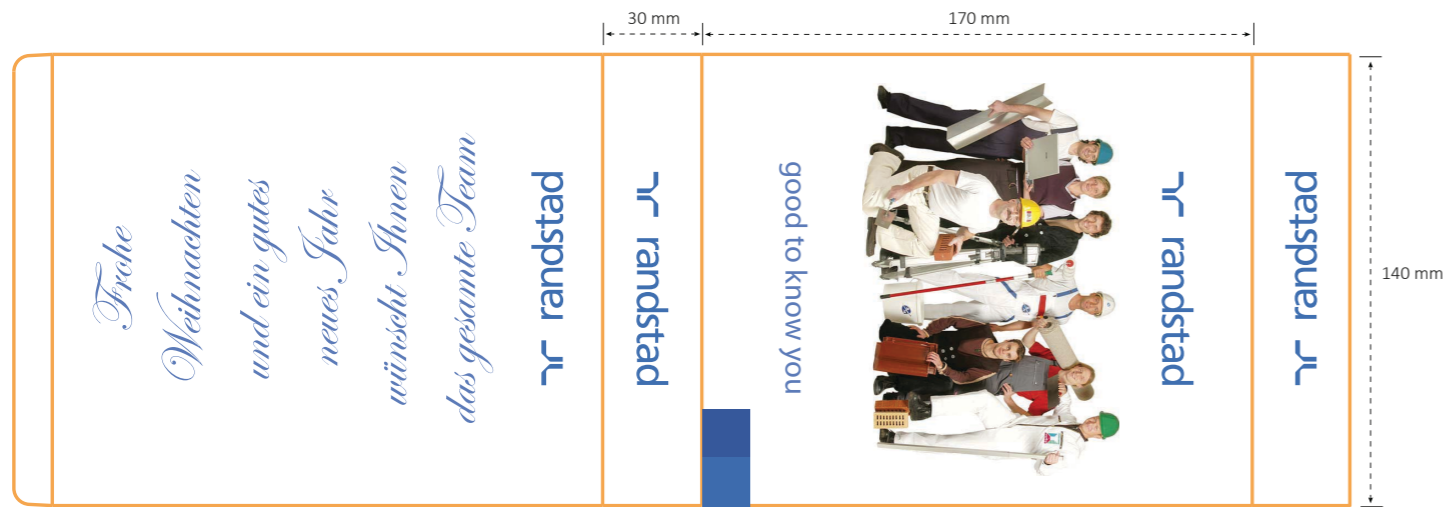 30 mm
170 mm
140 mm
Frohe
Weihnachten
und ein gutes
neues Jahr
wünscht Ihnen
das gesamte Team
randstad
randstad
good to know you
randstad
randstad